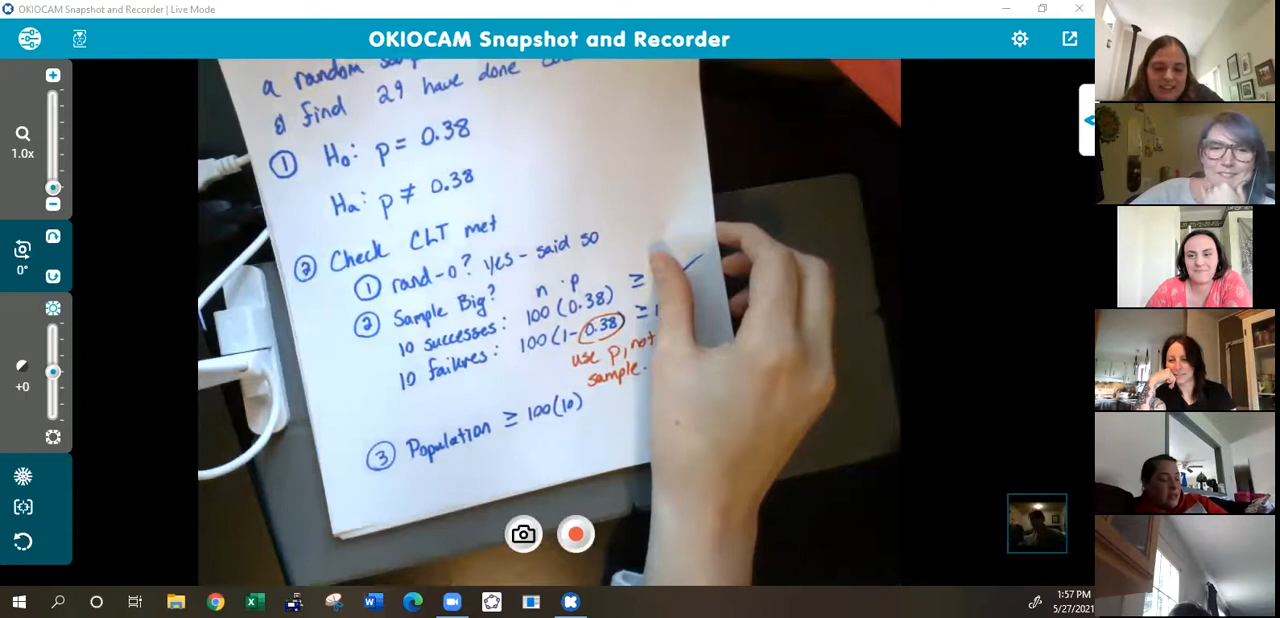 OKIOCAM Snapshot and Recorder | Live Mode
OKIOCAM Snapshot and Recorder
1.0x
0°
+0
a random
& find 29 have done
① H₀: p = 0.38
Ha: p ≠ 0.38
② Check CLT met
① rand-o? Yes - said so
② Sample Big? n · p
10 successes: 100 (0.38) ≥
10 failures: 100 (1-0.38) ≥ 1
use p, not
sample.
③ Population ≥ 100(10)
1:57 PM
5/27/2021